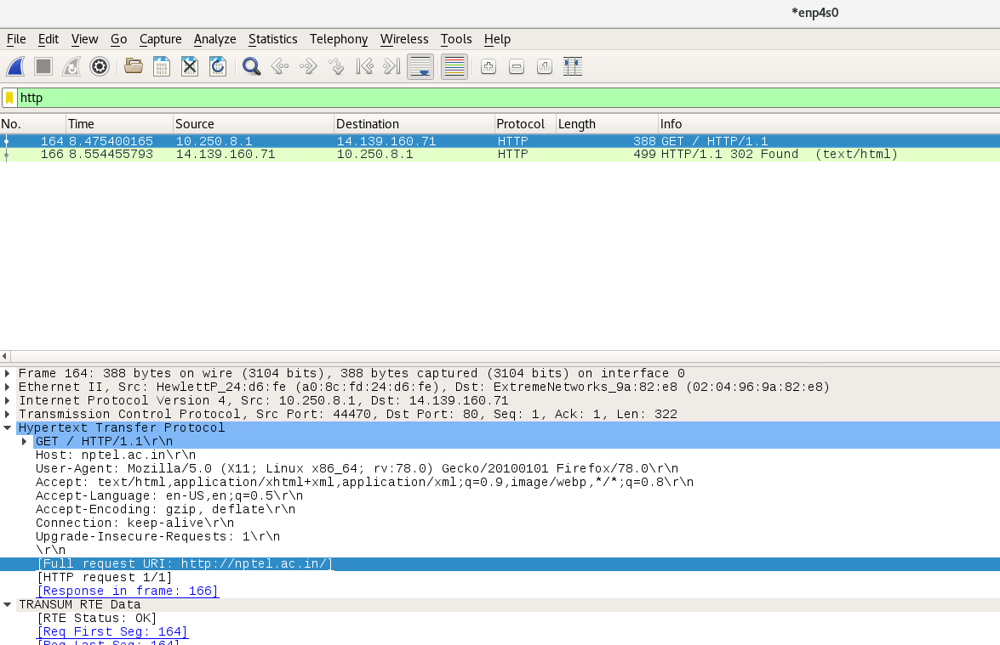 *enp4s0
File Edit View Go Capture Analyze Statistics Telephony Wireless Tools Help
http
No. Time Source Destination Protocol Length Info
164 8.475400165 10.250.8.1 14.139.160.71 HTTP 388 GET / HTTP/1.1
166 8.554455793 14.139.160.71 10.250.8.1 HTTP 499 HTTP/1.1 302 Found (text/html)
Frame 164: 388 bytes on wire (3104 bits), 388 bytes captured (3104 bits) on interface 0
Ethernet II, Src: HewlettP_24:d6:fe (a0:8c:fd:24:d6:fe), Dst: ExtremeNetworks_9a:82:e8 (02:04:96:9a:82:e8)
Internet Protocol Version 4, Src: 10.250.8.1, Dst: 14.139.160.71
Transmission Control Protocol, Src Port: 44470, Dst Port: 80, Seq: 1, Ack: 1, Len: 322
Hypertext Transfer Protocol
GET / HTTP/1.1\r\n
Host: nptel.ac.in\r\n
User-Agent: Mozilla/5.0 (X11; Linux x86_64; rv:78.0) Gecko/20100101 Firefox/78.0\r\n
Accept: text/html,application/xhtml+xml,application/xml;q=0.9,image/webp,*/*;q=0.8\r\n
Accept-Language: en-US,en;q=0.5\r\n
Accept-Encoding: gzip, deflate\r\n
Connection: keep-alive\r\n
Upgrade-Insecure-Requests: 1\r\n
\r\n
[Full request URI: http://nptel.ac.in/]
[HTTP request 1/1]
[Response in frame: 166]
TRANSUM RTE Data
[RTE Status: OK]
[Req First Seg: 164]
[Req Last Seg: 164]